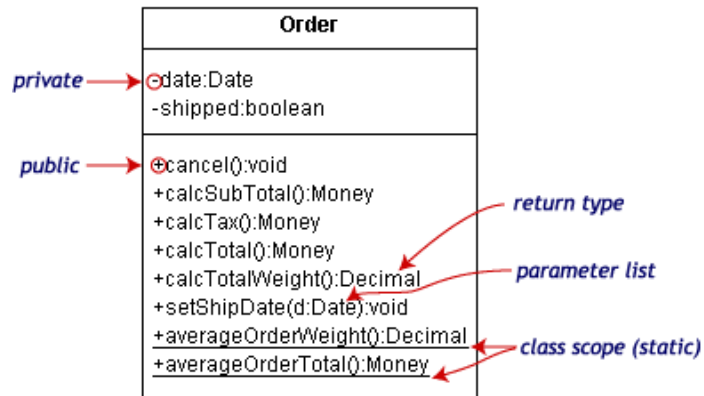 Order
private
-date:Date
-shipped:boolean
public
+cancel():void
+calcSubTotal():Money
+calcTax():Money
+calcTotal():Money
return type
+calcTotalWeight():Decimal
parameter list
+setShipDate(d:Date):void
+averageOrderWeight():Decimal
class scope (static)
+averageOrderTotal():Money